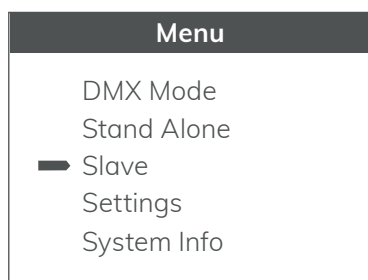 Menu
DMX Mode
Stand Alone
Slave
Settings
System Info